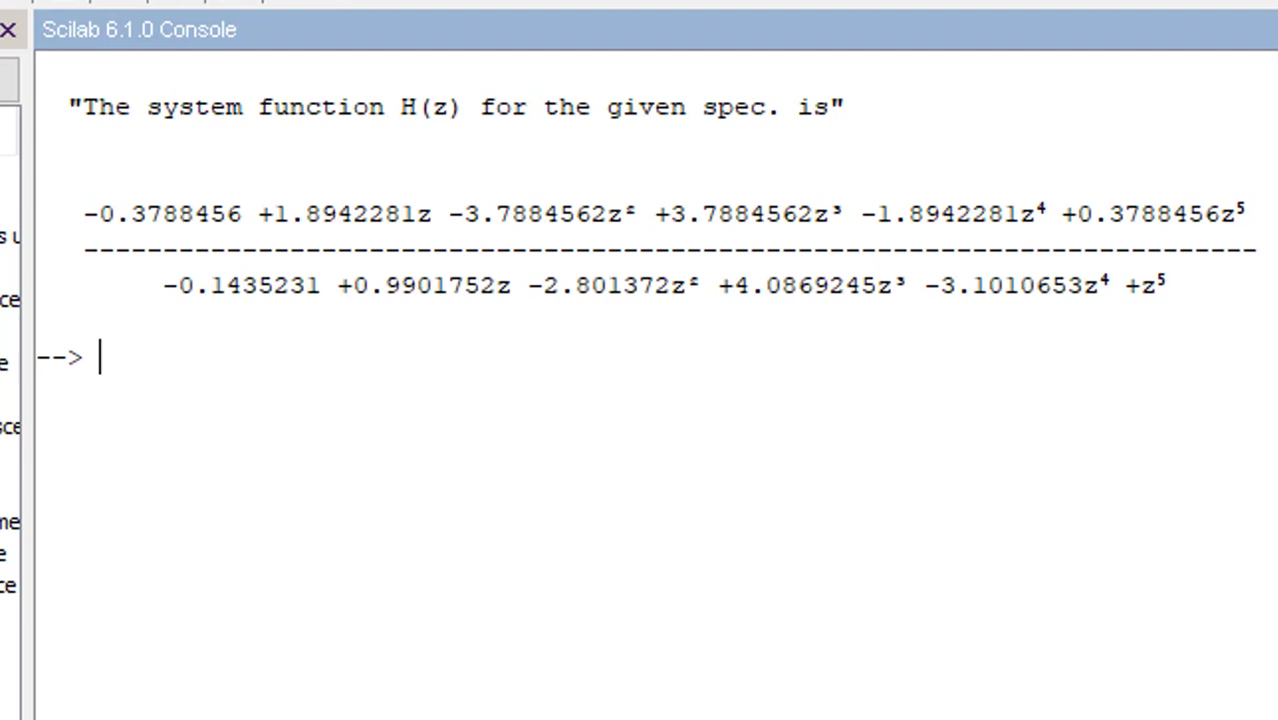 Scilab 6.1.0 Console
"The system function H(z) for the given spec. is"
-0.3788456 +1.8942281z -3.7884562z² +3.7884562z³ -1.8942281z⁴ +0.3788456z⁵
--------------------------------------------------------------------------
-0.1435231 +0.9901752z -2.801372z² +4.0869245z³ -3.1010653z⁴ +z⁵
-->